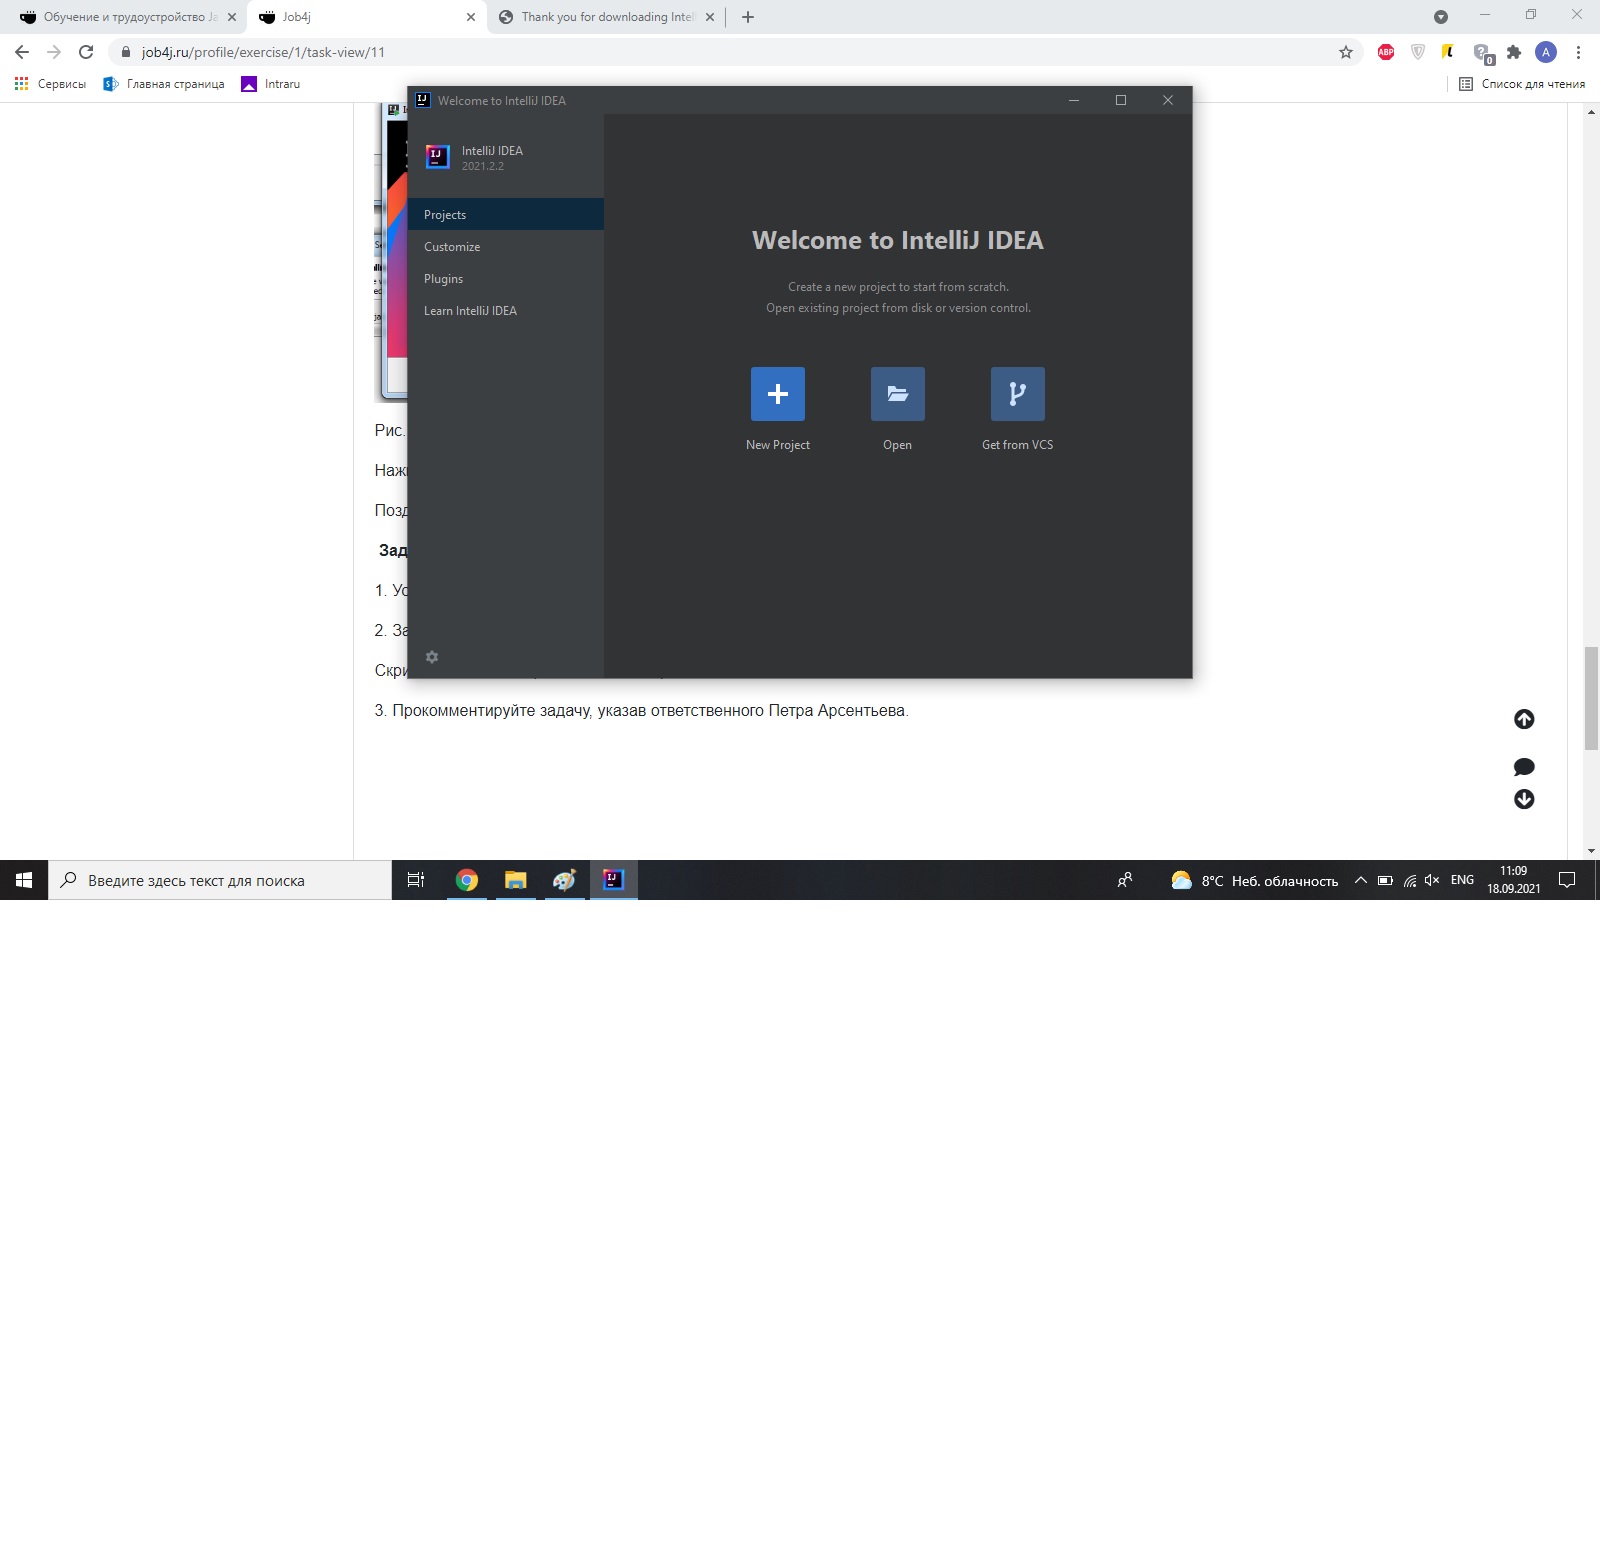 Обучение и трудоустройство Ja
Job4j
Thank you for downloading Intel
job4j.ru/profile/exercise/1/task-view/11
ABP
0
A
Сервисы
Главная страница
Intraru
Список для чтения
Welcome to IntelliJ IDEA
IntelliJ IDEA
2021.2.2
Projects
Customize
Plugins
Learn IntelliJ IDEA
Welcome to IntelliJ IDEA
Create a new project to start from scratch.
Open existing project from disk or version control.
New Project
Open
Get from VCS
Рис.
Нажи
Позд
Зад
1. Ус
2. За
Скри
3. Прокомментируйте задачу, указав ответственного Петра Арсентьева.
Введите здесь текст для поиска
8°C Неб. облачность
ENG
11:09
18.09.2021